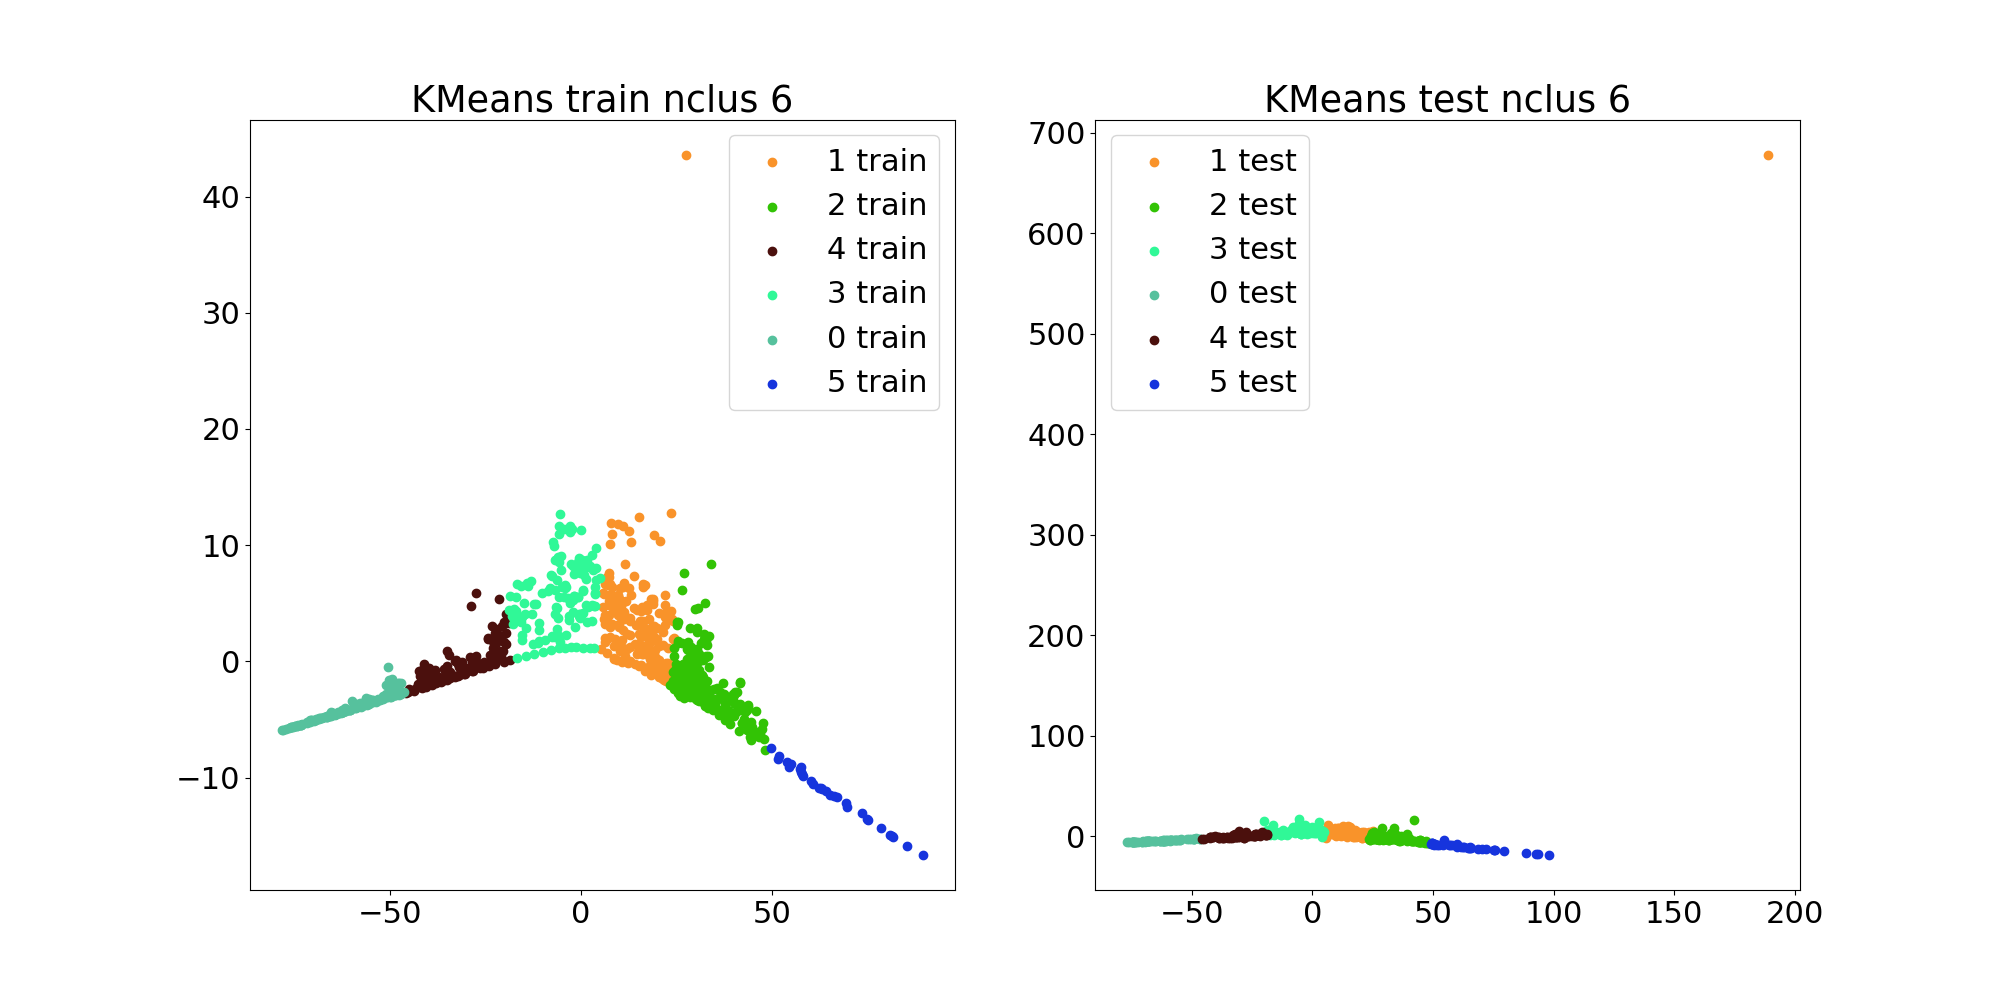 KMeans train nclus 6
1 train
2 train
4 train
3 train
0 train
5 train
40
30
20
10
0
−10
−50
0
50
KMeans test nclus 6
1 test
2 test
3 test
0 test
4 test
5 test
700
600
500
400
300
200
100
0
−50
0
50
100
150
200